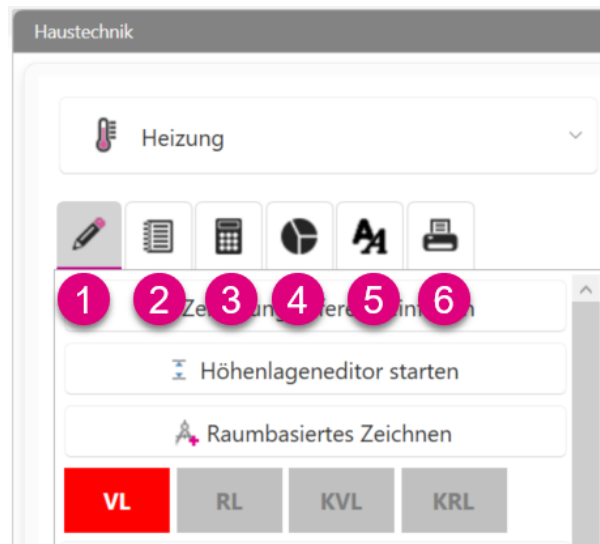 Haustechnik
Heizung
1 2 3 4 5 6
Höhenlageneditor starten
Raumbasiertes Zeichnen
VL RL KVL KRL